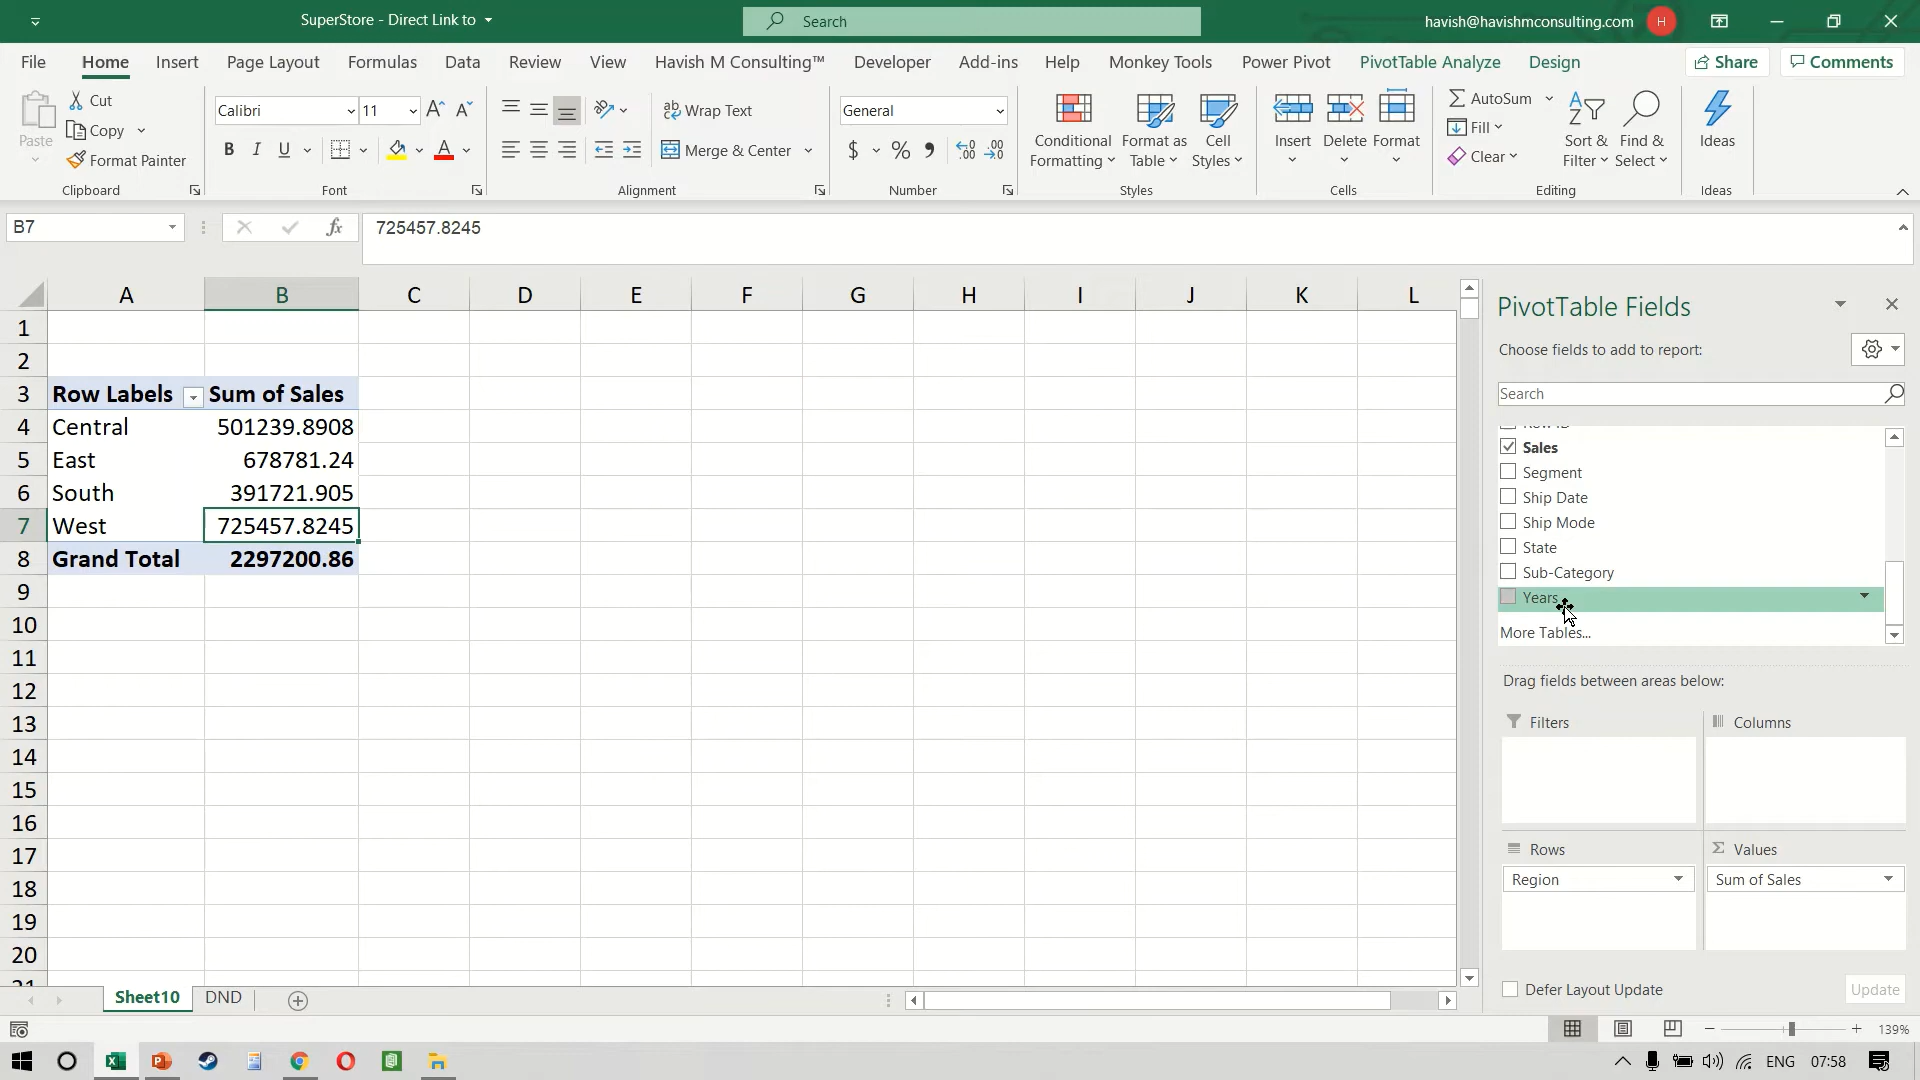 SuperStore - Direct Link to
Search
havish@havishmconsulting.com
H
File
Home
Insert
Page Layout
Formulas
Data
Review
View
Havish M Consulting™
Developer
Add-ins
Help
Monkey Tools
Power Pivot
PivotTable Analyze
Design
Share
Comments
Paste
Cut
Copy
Format Painter
Clipboard
Calibri
11
B I U
Font
Wrap Text
Merge & Center
Alignment
General
$ % 9
Number
Conditional
Formatting
Format as
Table
Cell
Styles
Styles
Insert
Delete
Format
Cells
AutoSum
Fill
Clear
Sort &
Filter
Find &
Select
Editing
Ideas
Ideas
B7
fx
725457.8245
A B C D E F G H I J K L
1
2
3 Row Labels Sum of Sales
4 Central 501239.8908
5 East 678781.24
6 South 391721.905
7 West 725457.8245
8 Grand Total 2297200.86
9
10
11
12
13
14
15
16
17
18
19
20
21
PivotTable Fields
Choose fields to add to report:
Search
Row ID
Sales
Segment
Ship Date
Ship Mode
State
Sub-Category
Years
More Tables...
Drag fields between areas below:
Filters
Columns
Rows
Values
Region
Sum of Sales
Defer Layout Update
Update
Sheet10
DND
139%
ENG
07:58